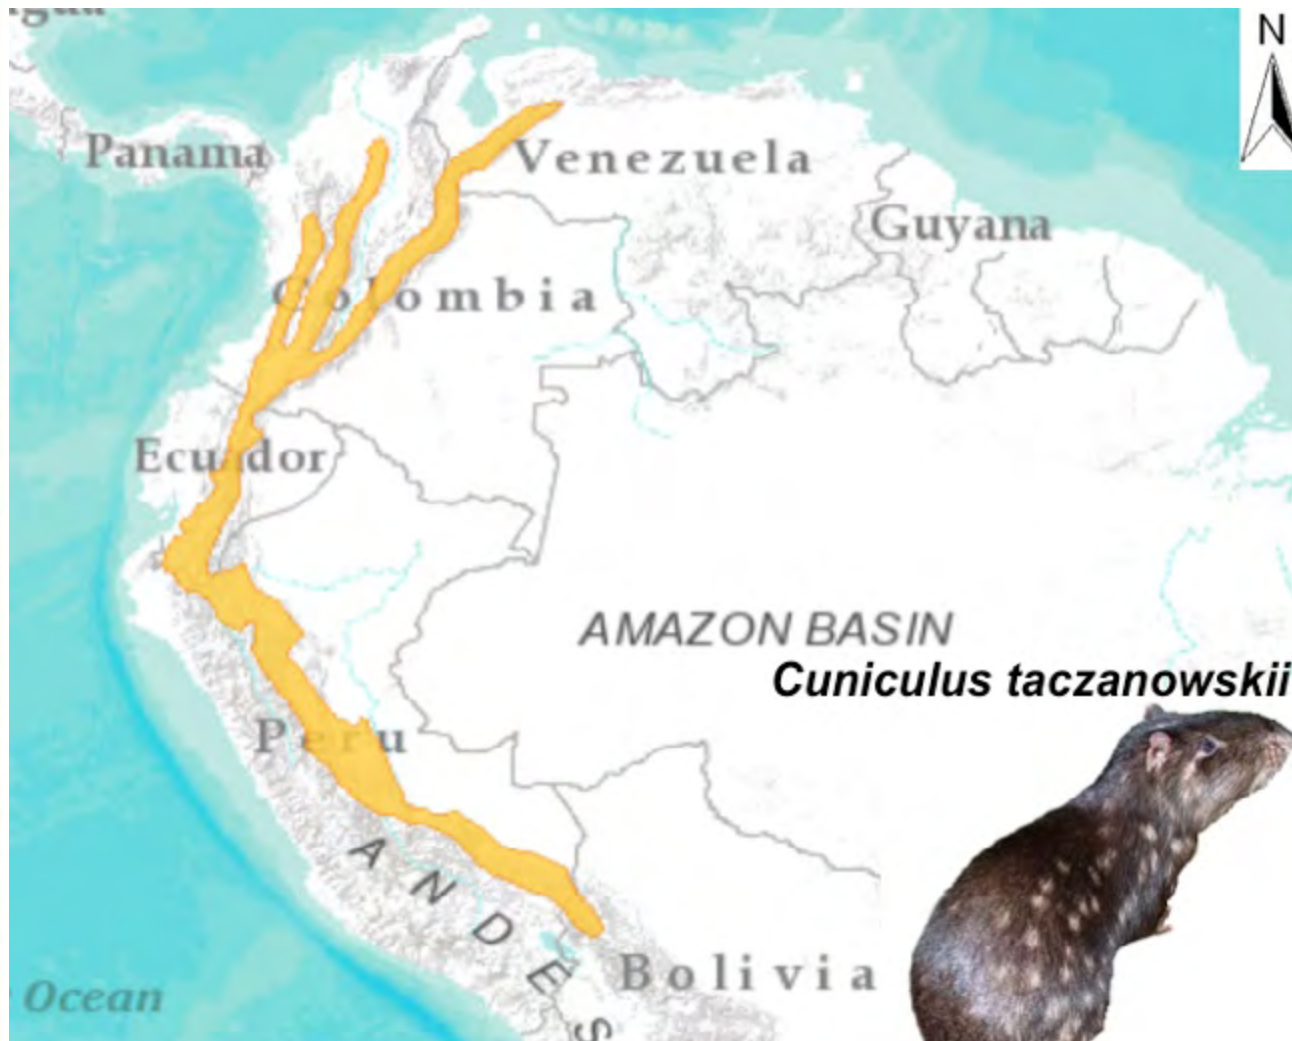 N
Panama
Venezuela
Guyana
Colombia
Ecuador
AMAZON BASIN
Cuniculus taczanowskii
Peru
ANDES
Bolivia
Ocean